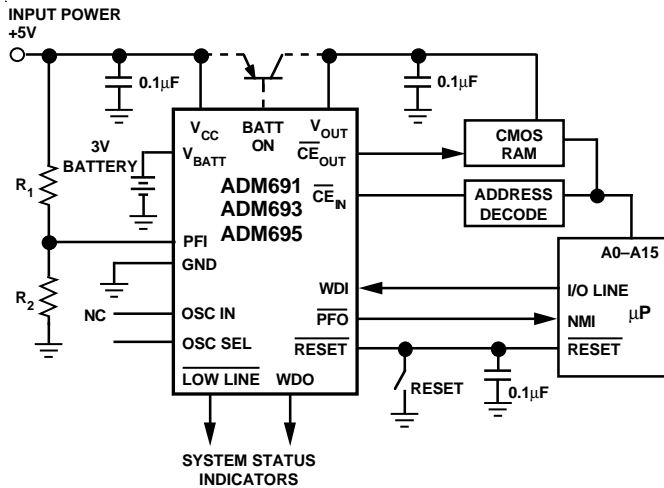 INPUT POWER
+5V
0.1μF
0.1μF
3V
BATTERY
VCC
BATT
ON
VOUT
VBATT
CEOUT
CMOS
RAM
R1
ADM691
ADM693
ADM695
CEIN
ADDRESS
DECODE
A0–A15
PFI
GND
WDI
I/O LINE
μP
R2
NC
OSC IN
PFO
NMI
OSC SEL
RESET
RESET
LOW LINE
WDO
RESET
0.1μF
SYSTEM STATUS
INDICATORS